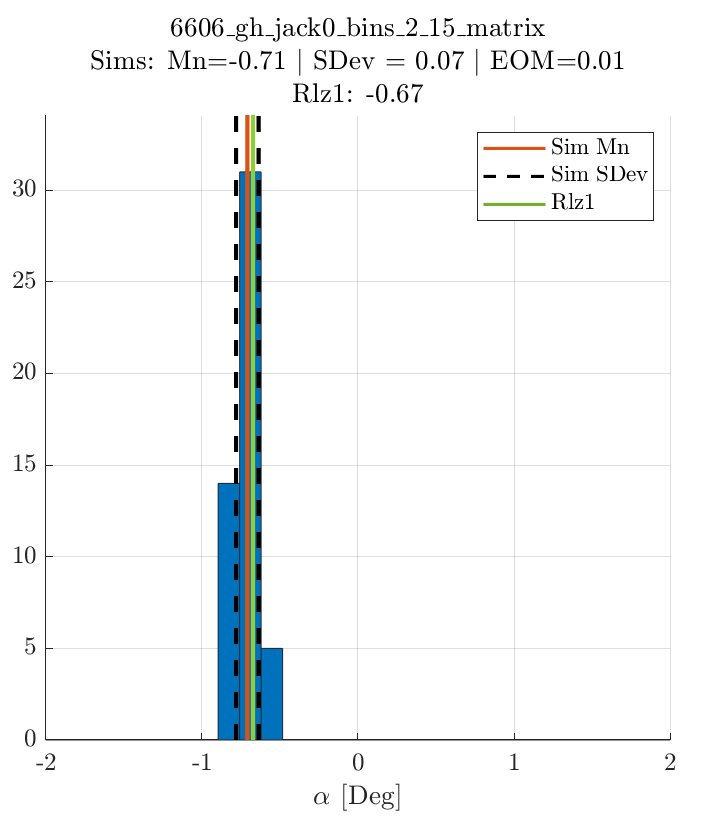 6606_gh_jack0_bins_2_15_matrix
Sims: Mn=-0.71 | SDev = 0.07 | EOM=0.01
Rlz1: -0.67
Sim Mn
Sim SDev
Rlz1
30
25
20
15
10
5
0
-2 -1 0 1 2
α [Deg]